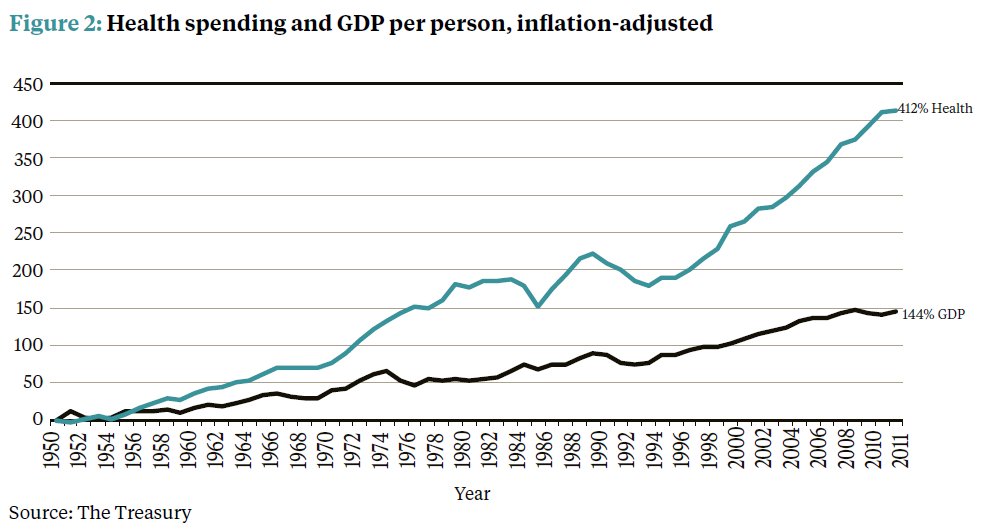 Figure 2: Health spending and GDP per person, inflation-adjusted
450
412% Health
400
350
300
250
200
150
144% GDP
100
50
0
1950 1952 1954 1956 1958 1960 1962 1964 1966 1968 1970 1972 1974 1976 1978 1980 1982 1984 1986 1988 1990 1992 1994 1996 1998 2000 2002 2004 2006 2008 2010 2011
Year
Source: The Treasury